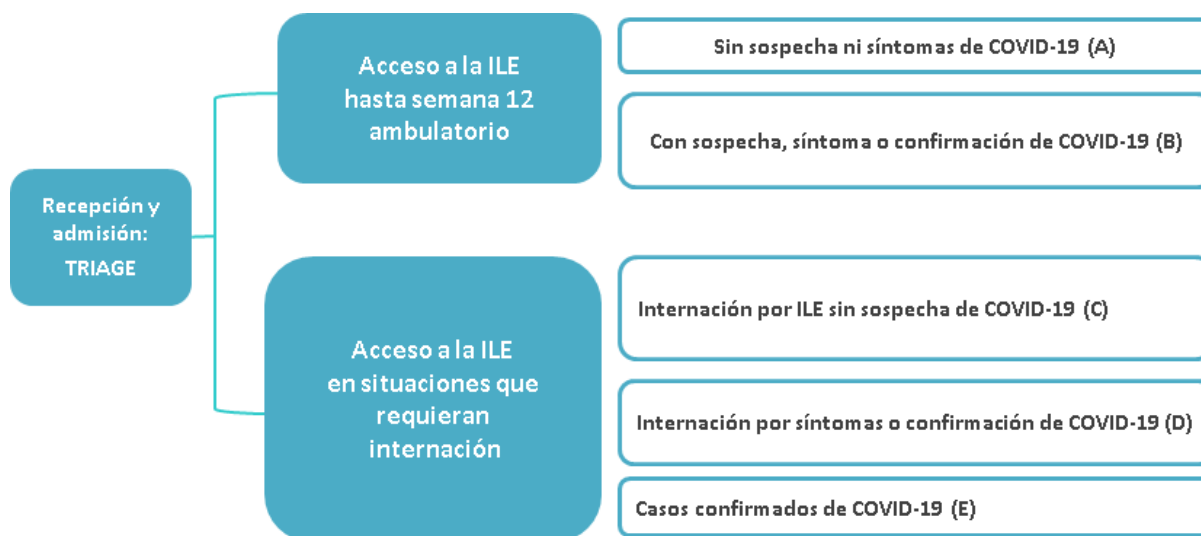 Recepción y
admisión:
TRIAGE
Acceso a la ILE
hasta semana 12
ambulatorio
Sin sospecha ni síntomas de COVID-19 (A)
Con sospecha, síntoma o confirmación de COVID-19 (B)
Acceso a la ILE
en situaciones que
requieran
internación
Internación por ILE sin sospecha de COVID-19 (C)
Internación por síntomas o confirmación de COVID-19 (D)
Casos confirmados de COVID-19 (E)